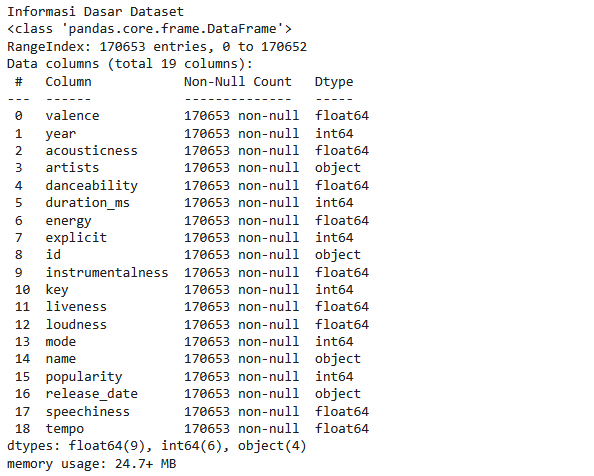 Informasi Dasar Dataset
<class 'pandas.core.frame.DataFrame'>
RangeIndex: 170653 entries, 0 to 170652
Data columns (total 19 columns):
 #   Column            Non-Null Count   Dtype
---  ------            --------------   -----
 0   valence           170653 non-null  float64
 1   year              170653 non-null  int64
 2   acousticness      170653 non-null  float64
 3   artists           170653 non-null  object
 4   danceability      170653 non-null  float64
 5   duration_ms       170653 non-null  int64
 6   energy            170653 non-null  float64
 7   explicit          170653 non-null  int64
 8   id                170653 non-null  object
 9   instrumentalness  170653 non-null  float64
 10  key               170653 non-null  int64
 11  liveness          170653 non-null  float64
 12  loudness          170653 non-null  float64
 13  mode              170653 non-null  int64
 14  name              170653 non-null  object
 15  popularity        170653 non-null  int64
 16  release_date      170653 non-null  object
 17  speechiness       170653 non-null  float64
 18  tempo             170653 non-null  float64
dtypes: float64(9), int64(6), object(4)
memory usage: 24.7+ MB